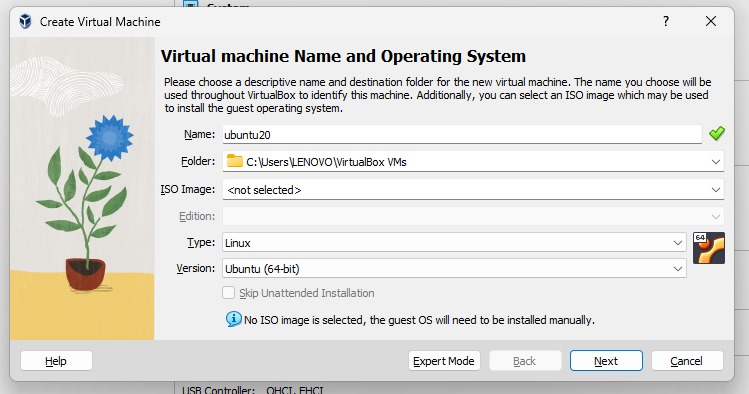 System
Create Virtual Machine
Virtual machine Name and Operating System
Please choose a descriptive name and destination folder for the new virtual machine. The name you choose will be
used throughout VirtualBox to identify this machine. Additionally, you can select an ISO image which may be used
to install the guest operating system.
Name: ubuntu20
Folder: C:\Users\LENOVO\VirtualBox VMs
ISO Image: <not selected>
Edition:
Type: Linux
64
Version: Ubuntu (64-bit)
Skip Unattended Installation
No ISO image is selected, the guest OS will need to be installed manually.
Help Expert Mode Back Next Cancel
USB Controller: OHCI, EHCI